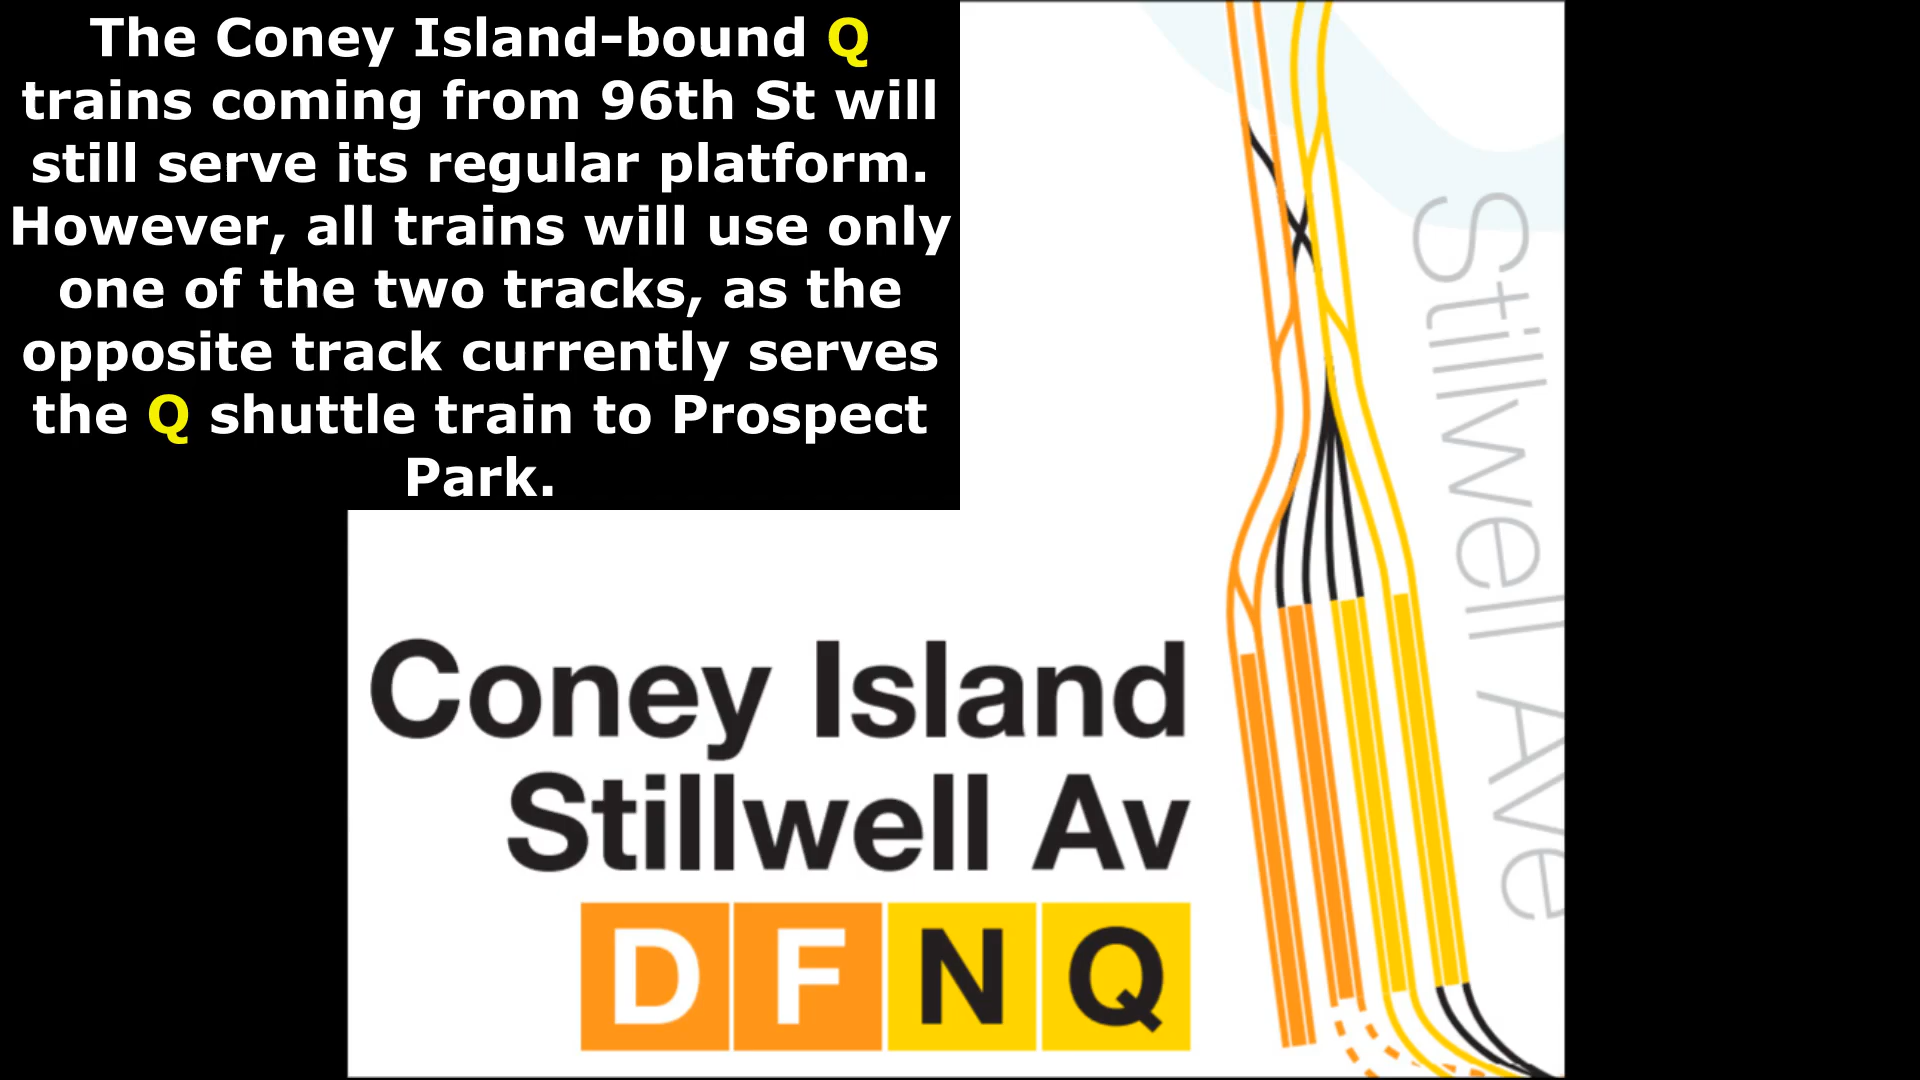 The Coney Island-bound Q
trains coming from 96th St will
still serve its regular platform.
However, all trains will use only
one of the two tracks, as the
opposite track currently serves
the Q shuttle train to Prospect
Park.
Stillwell Ave
Coney Island
Stillwell Av
D F N Q